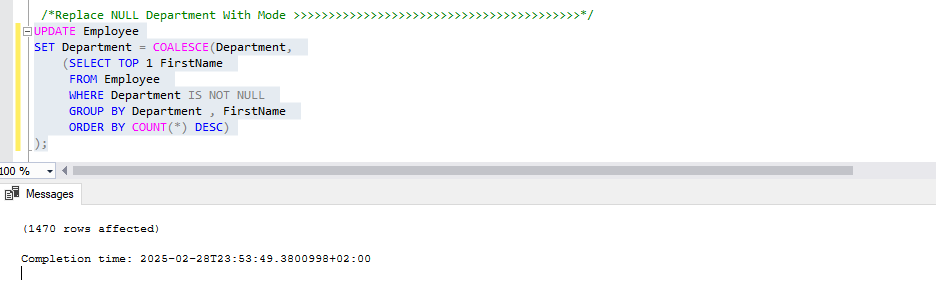 /*Replace NULL Department With Mode >>>>>>>>>>>>>>>>>>>>>>>>>>>>>>>>>>>>>>>>>*/
UPDATE Employee
SET Department = COALESCE(Department,
(SELECT TOP 1 FirstName
FROM Employee
WHERE Department IS NOT NULL
GROUP BY Department , FirstName
ORDER BY COUNT(*) DESC)
);
100 %
Messages
(1470 rows affected)
Completion time: 2025-02-28T23:53:49.3800998+02:00